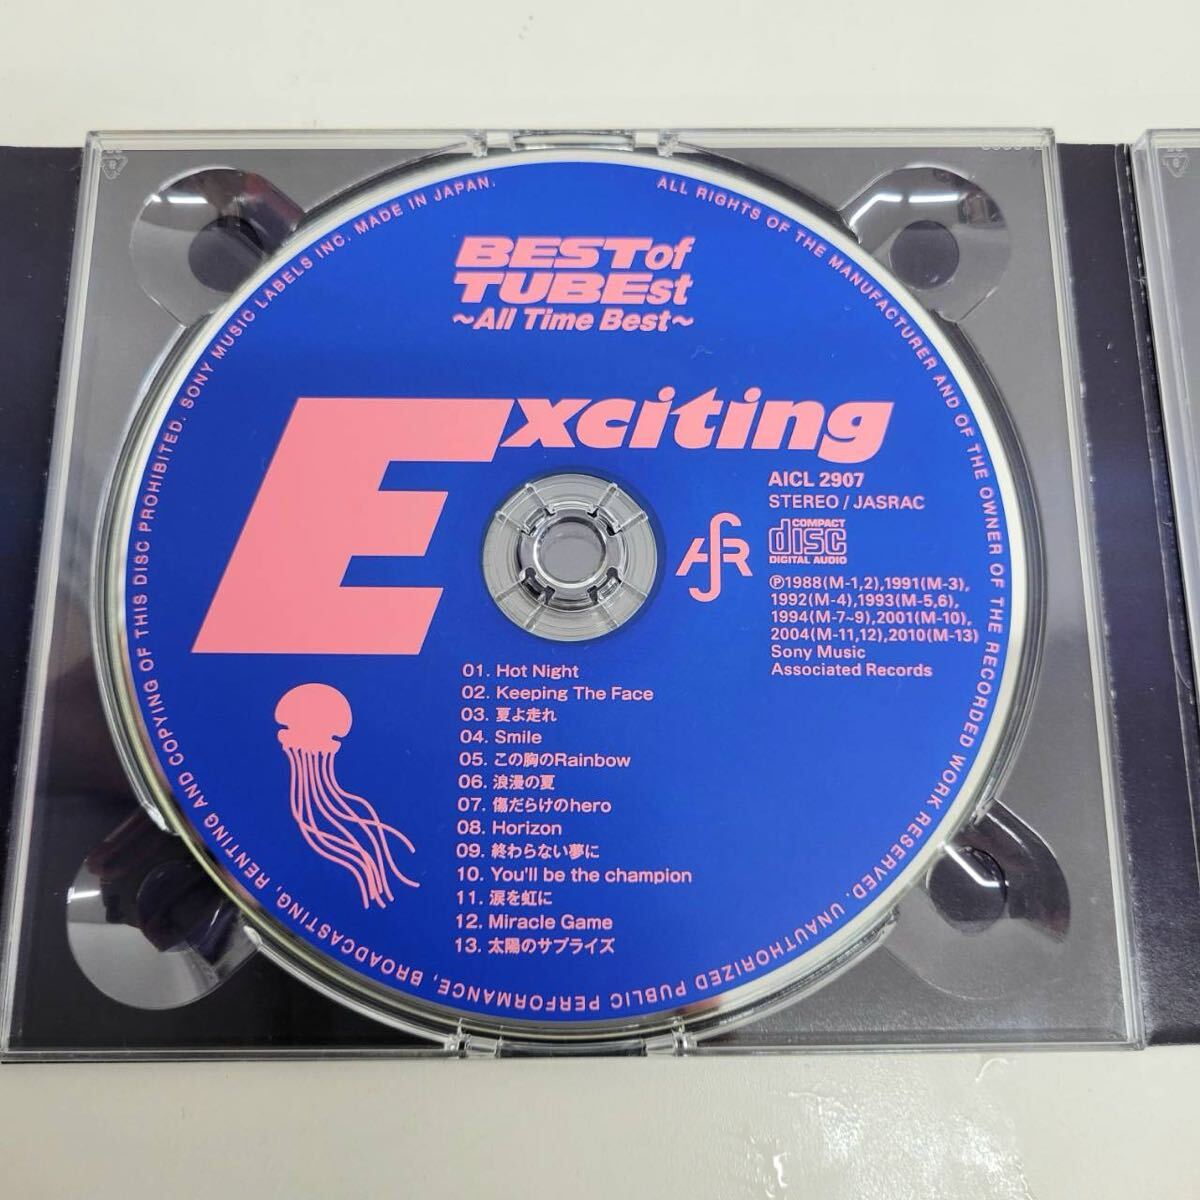 BEST of
TUBEst
~All Time Best~
Exciting
AICL 2907
STEREO / JASRAC
COMPACT
disc
DIGITAL AUDIO
℗1988(M-1,2),1991(M-3),
1992(M-4),1993(M-5,6),
1994(M-7~9),2001(M-10),
2004(M-11,12),2010(M-13)
Sony Music
Associated Records
01. Hot Night
02. Keeping The Face
03. 夏よ走れ
04. Smile
05. この胸のRainbow
06. 浪漫の夏
07. 傷だらけのhero
08. Horizon
09. 終わらない夢に
10. You'll be the champion
11. 涙を虹に
12. Miracle Game
13. 太陽のサプライズ
ALL RIGHTS OF THE MANUFACTURER AND OF THE OWNER OF THE RECORDED WORK RESERVED. UNAUTHORIZED PUBLIC PERFORMANCE, BROADCASTING, RENTING AND COPYING OF THIS DISC PROHIBITED. SONY MUSIC LABELS INC. MADE IN JAPAN.